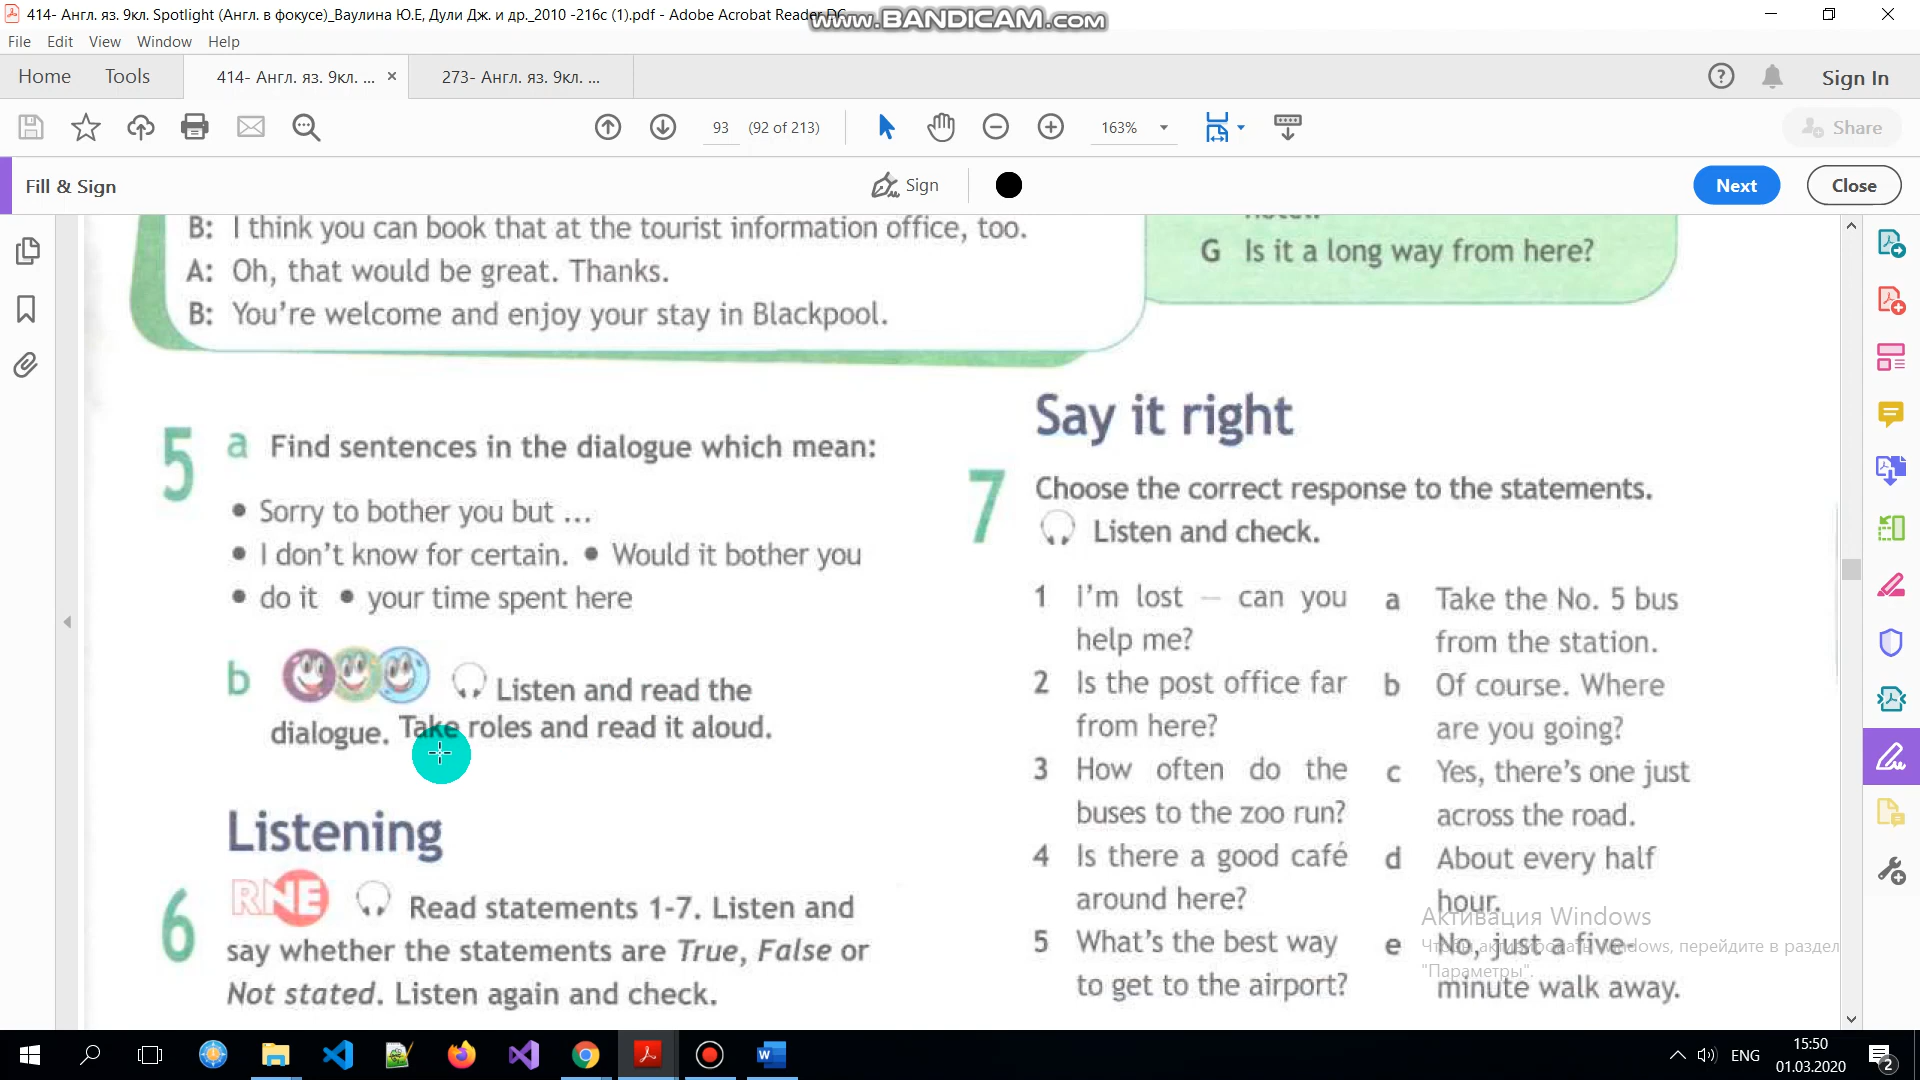 414- Англ. яз. 9кл. Spotlight (Англ. в фокусе)_Ваулина Ю.Е, Дули Дж. и др._2010 -216с (1).pdf - Adobe Acrobat Reader DC
www.BANDICAM.com
File Edit View Window Help
Home Tools 414- Англ. яз. 9кл. ... × 273- Англ. яз. 9кл. ... Sign In
93 (92 of 213) 163% Share
Fill & Sign Sign Next Close
B: I think you can book that at the tourist information office, too.
A: Oh, that would be great. Thanks.
B: You're welcome and enjoy your stay in Blackpool.
G Is it a long way from here?
5 a Find sentences in the dialogue which mean:
• Sorry to bother you but ...
• I don't know for certain. • Would it bother you
• do it • your time spent here
b Listen and read the
dialogue. Take roles and read it aloud.
Listening
6 RNE Read statements 1-7. Listen and
say whether the statements are True, False or
Not stated. Listen again and check.
Say it right
7 Choose the correct response to the statements.
Listen and check.
1 I'm lost – can you
help me?
2 Is the post office far
from here?
3 How often do the
buses to the zoo run?
4 Is there a good café
around here?
5 What's the best way
to get to the airport?
a Take the No. 5 bus
from the station.
b Of course. Where
are you going?
c Yes, there's one just
across the road.
d About every half
hour.
e No, just a five-
minute walk away.
Активация Windows
Чтобы активировать Windows, перейдите в раздел
"Параметры".
ENG
15:50
01.03.2020
2